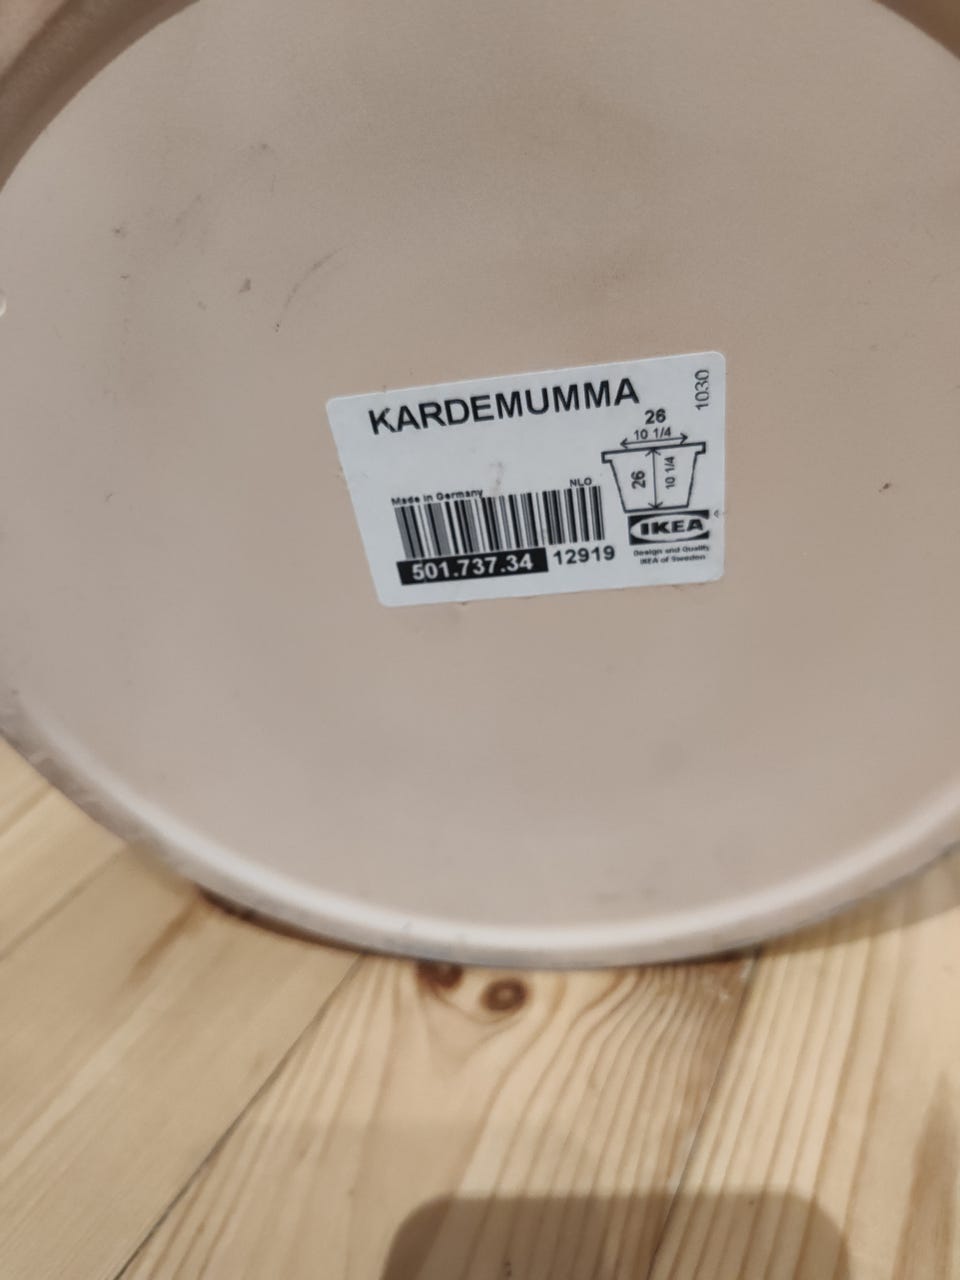 KARDEMUMMA
1030
26
10 1/4
26
10 1/4
Made in Germany
NLO
501.737.34
12919
IKEA
Design and Quality
IKEA of Sweden